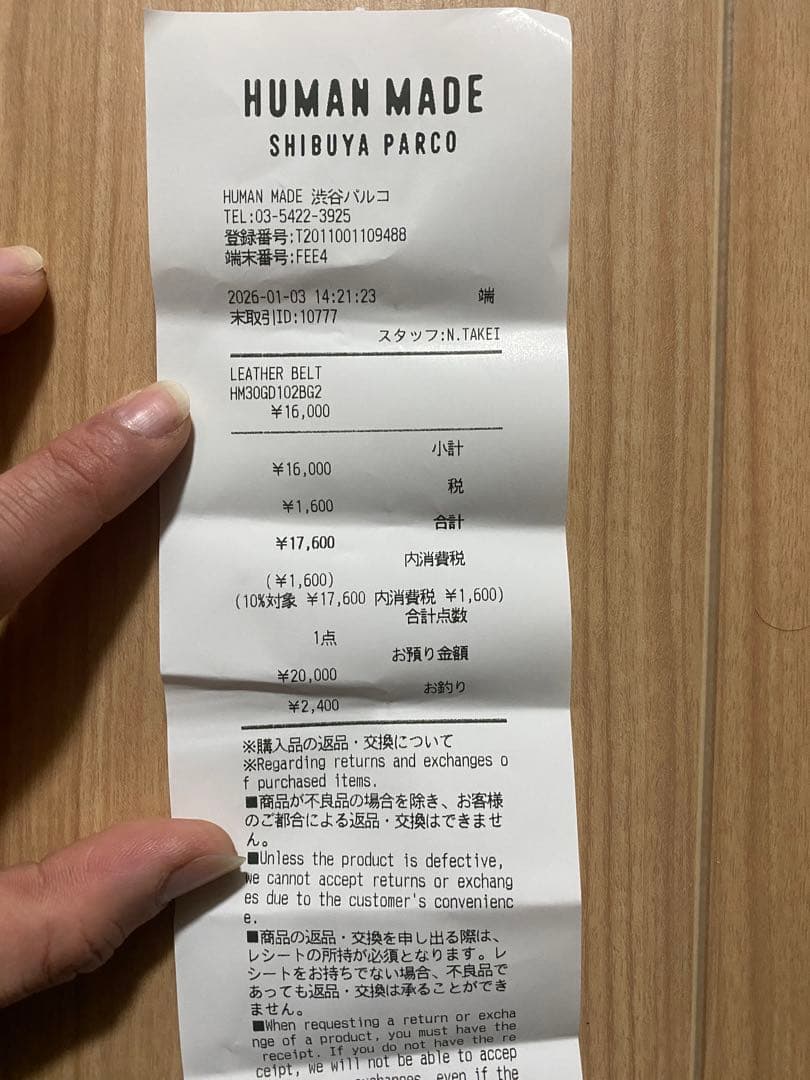 HUMAN MADE
SHIBUYA PARCO
HUMAN MADE 渋谷パルコ
TEL:03-5422-3925
登録番号:T2011001109488
端末番号:FEE4
2026-01-03 14:21:23 端
末取引ID:10777
スタッフ:N.TAKEI
LEATHER BELT
HM30GD102BG2
¥16,000
小計
¥16,000
税
¥1,600
合計
¥17,600
内消費税
(¥1,600)
(10%対象 ¥17,600 内消費税 ¥1,600)
合計点数
1点
お預り金額
¥20,000
お釣り
¥2,400
※購入品の返品・交換について
※Regarding returns and exchanges o
f purchased items.
■商品が不良品の場合を除き、お客様
のご都合による返品・交換はできませ
ん。
■Unless the product is defective,
we cannot accept returns or exchang
es due to the customer's convenienc
e.
■商品の返品・交換を申し出る際は、
レシートの所持が必須となります。レ
シートをお持ちでない場合、不良品で
あっても返品・交換は承ることができ
ません。
■When requesting a return or excha
nge of a product, you must have the
receipt. If you do not have the re
ceipt, we will not be able to accep
exchanges, even if the